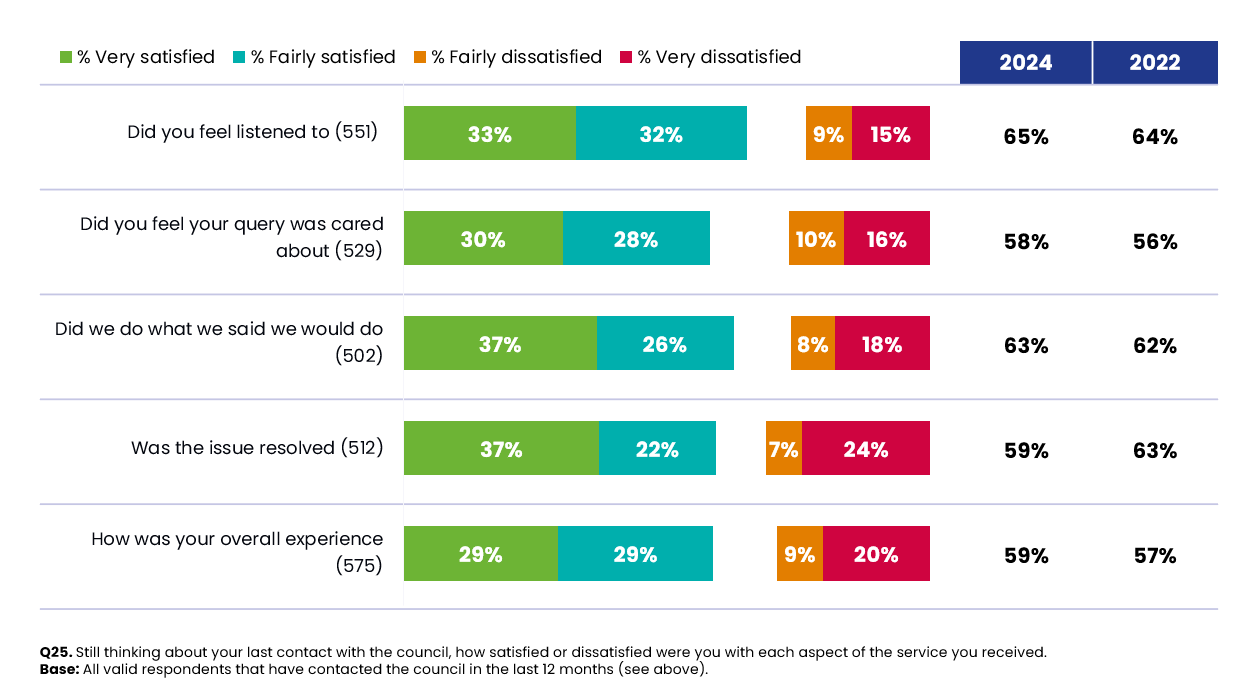 % Very satisfied % Fairly satisfied % Fairly dissatisfied % Very dissatisfied 2024 2022
Did you feel listened to (551) 33% 32% 9% 15% 65% 64%
Did you feel your query was cared
about (529) 30% 28% 10% 16% 58% 56%
Did we do what we said we would do
(502) 37% 26% 8% 18% 63% 62%
Was the issue resolved (512) 37% 22% 7% 24% 59% 63%
How was your overall experience
(575) 29% 29% 9% 20% 59% 57%
Q25. Still thinking about your last contact with the council, how satisfied or dissatisfied were you with each aspect of the service you received.
Base: All valid respondents that have contacted the council in the last 12 months (see above).